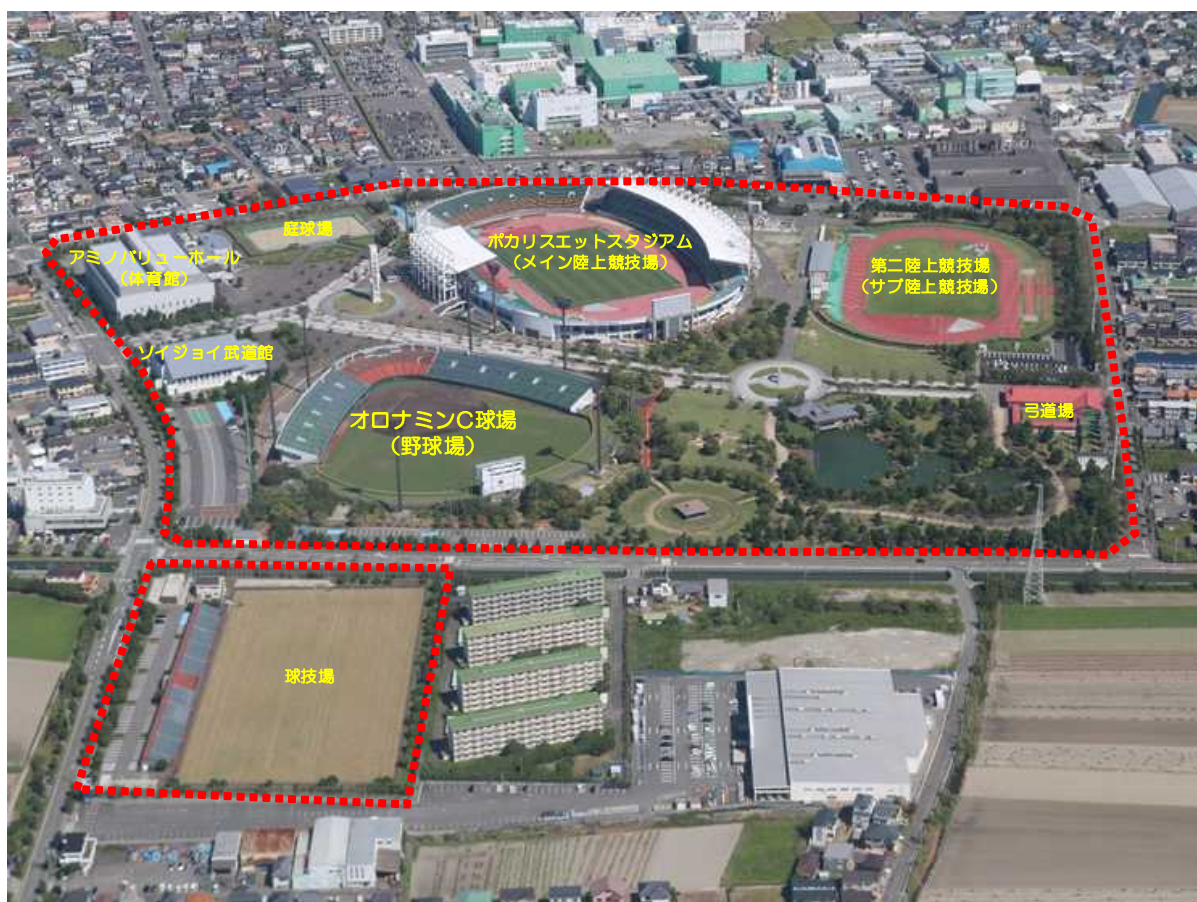 庭球場
アミノバリューホール
（体育館）
ポカリスエットスタジアム
（メイン陸上競技場）
第二陸上競技場
（サブ陸上競技場）
ソイジョイ武道館
オロナミンC球場
（野球場）
弓道場
球技場